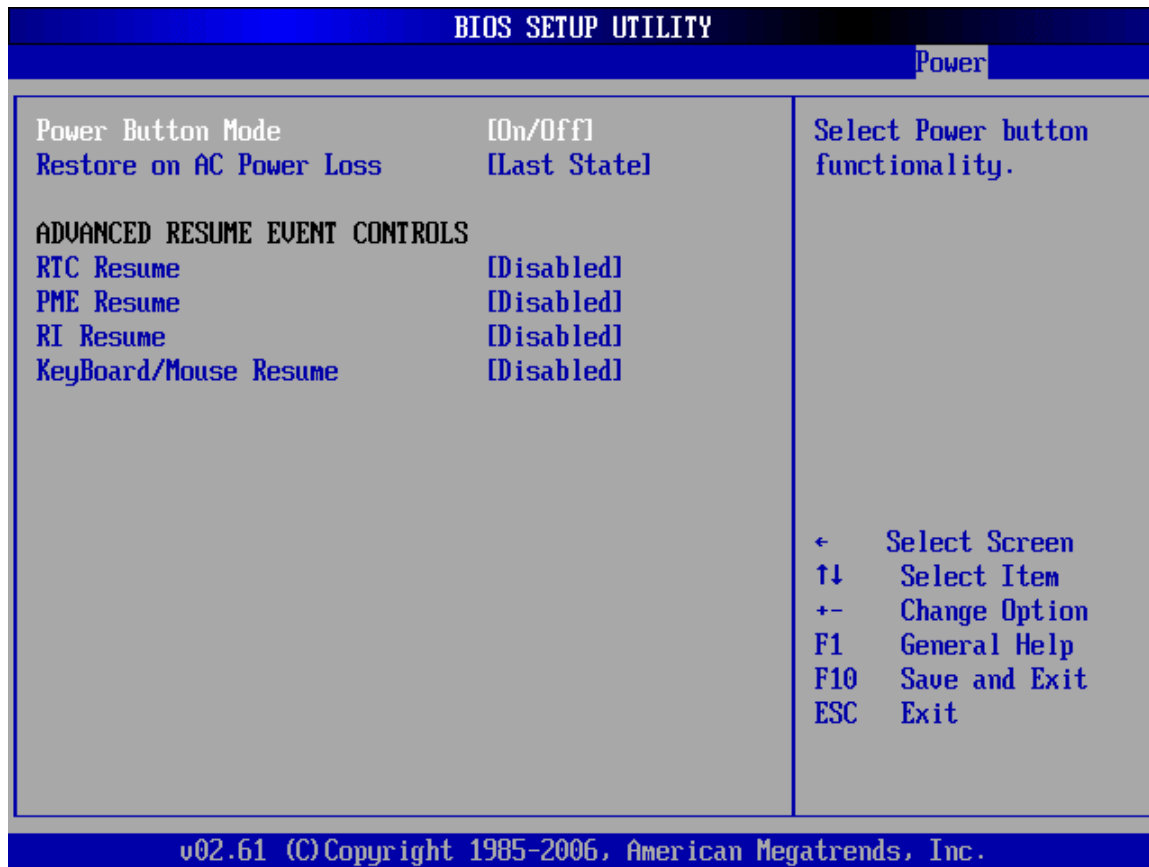 BIOS SETUP UTILITY
Power
Power Button Mode [On/Off]
Restore on AC Power Loss [Last State]
ADVANCED RESUME EVENT CONTROLS
RTC Resume [Disabled]
PME Resume [Disabled]
RI Resume [Disabled]
KeyBoard/Mouse Resume [Disabled]
Select Power button
functionality.
← Select Screen
↑↓ Select Item
+- Change Option
F1 General Help
F10 Save and Exit
ESC Exit
v02.61 (C)Copyright 1985-2006, American Megatrends, Inc.